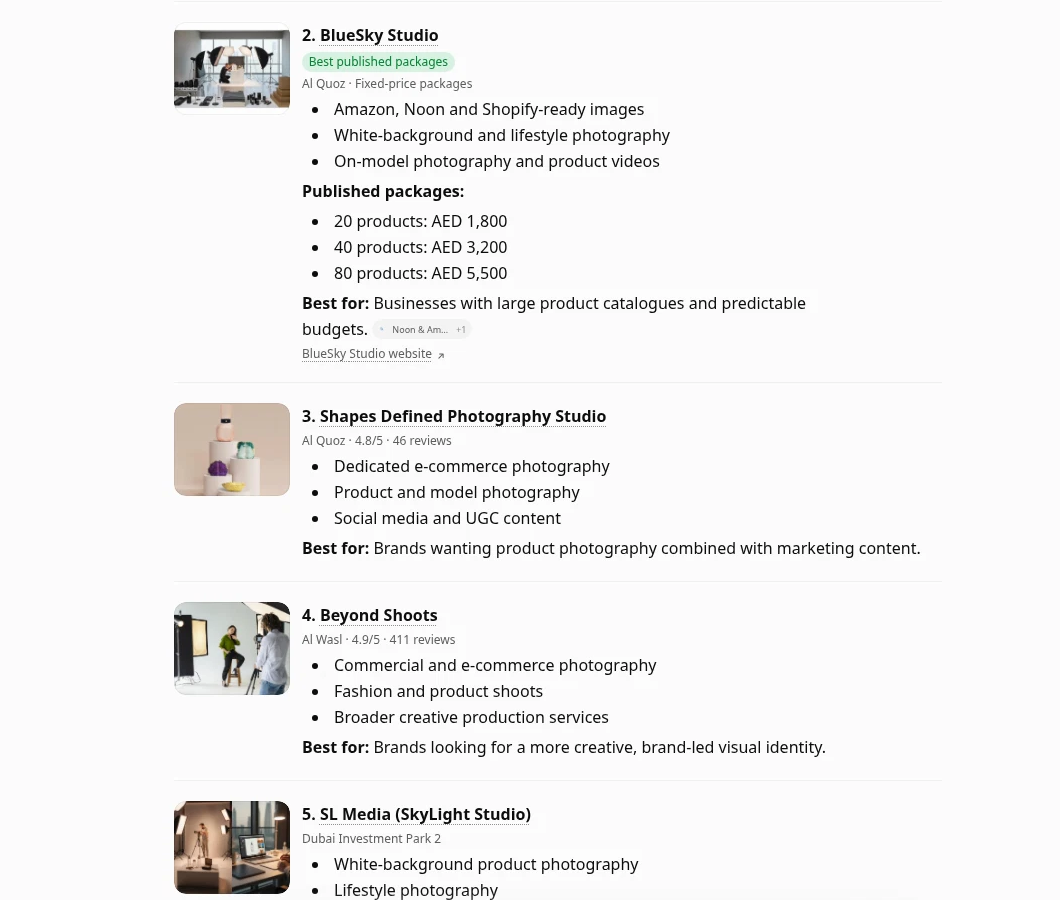 2. BlueSky Studio
Best published packages
Al Quoz · Fixed-price packages
• Amazon, Noon and Shopify-ready images
• White-background and lifestyle photography
• On-model photography and product videos
Published packages:
• 20 products: AED 1,800
• 40 products: AED 3,200
• 80 products: AED 5,500
Best for: Businesses with large product catalogues and predictable
budgets. Noon & Am... +1
BlueSky Studio website ↗
3. Shapes Defined Photography Studio
Al Quoz · 4.8/5 · 46 reviews
• Dedicated e-commerce photography
• Product and model photography
• Social media and UGC content
Best for: Brands wanting product photography combined with marketing content.
4. Beyond Shoots
Al Wasl · 4.9/5 · 411 reviews
• Commercial and e-commerce photography
• Fashion and product shoots
• Broader creative production services
Best for: Brands looking for a more creative, brand-led visual identity.
5. SL Media (SkyLight Studio)
Dubai Investment Park 2
• White-background product photography
• Lifestyle photography